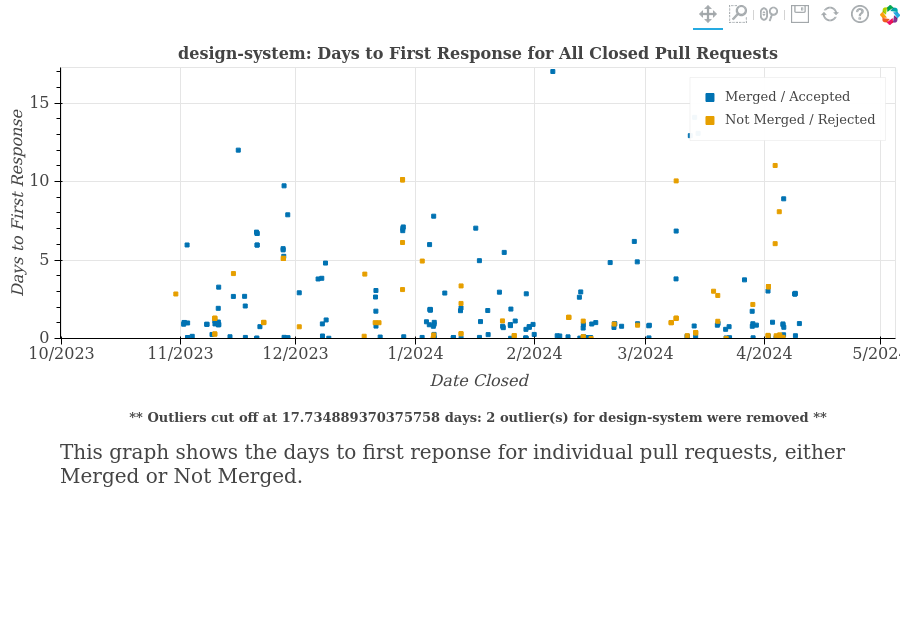 design-system: Days to First Response for All Closed Pull Requests
Merged / Accepted
Not Merged / Rejected
Days to First Response
15
10
5
0
10/2023 11/2023 12/2023 1/2024 2/2024 3/2024 4/2024 5/202
Date Closed
** Outliers cut off at 17.734889370375758 days: 2 outlier(s) for design-system were removed **
This graph shows the days to first reponse for individual pull requests, either
Merged or Not Merged.